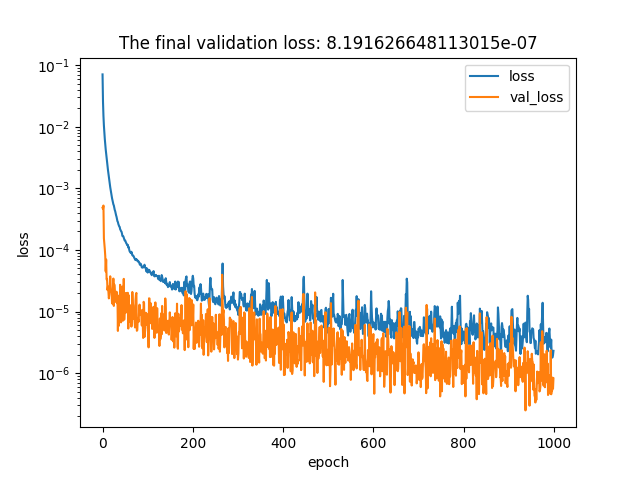 The final validation loss: 8.191626648113015e-07
loss
val_loss
10⁻¹
10⁻²
10⁻³
10⁻⁴
10⁻⁵
10⁻⁶
loss
0
200
400
600
800
1000
epoch